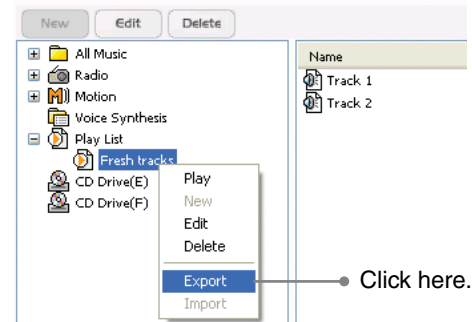 New Edit Delete
All Music
Radio
Motion
Voice Synthesis
Play List
Fresh tracks
CD Drive(E)
CD Drive(F)
Play
New
Edit
Delete
Export
Import
Name
Track 1
Track 2
Click here.